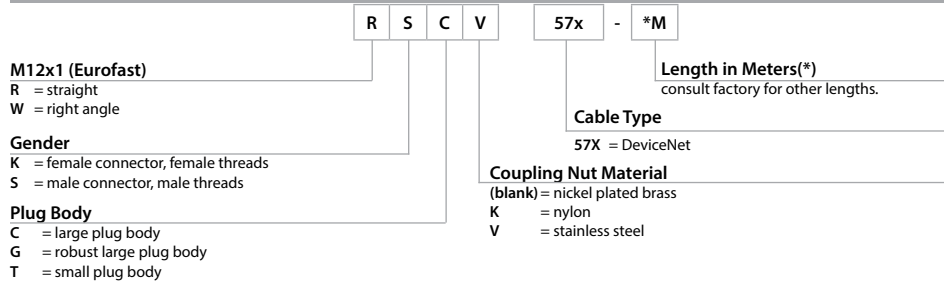 R S C V 57x - *M
M12x1 (Eurofast)
R = straight
W = right angle
Gender
K = female connector, female threads
S = male connector, male threads
Plug Body
C = large plug body
G = robust large plug body
T = small plug body
Length in Meters(*)
consult factory for other lengths.
Cable Type
57X = DeviceNet
Coupling Nut Material
(blank) = nickel plated brass
K = nylon
V = stainless steel